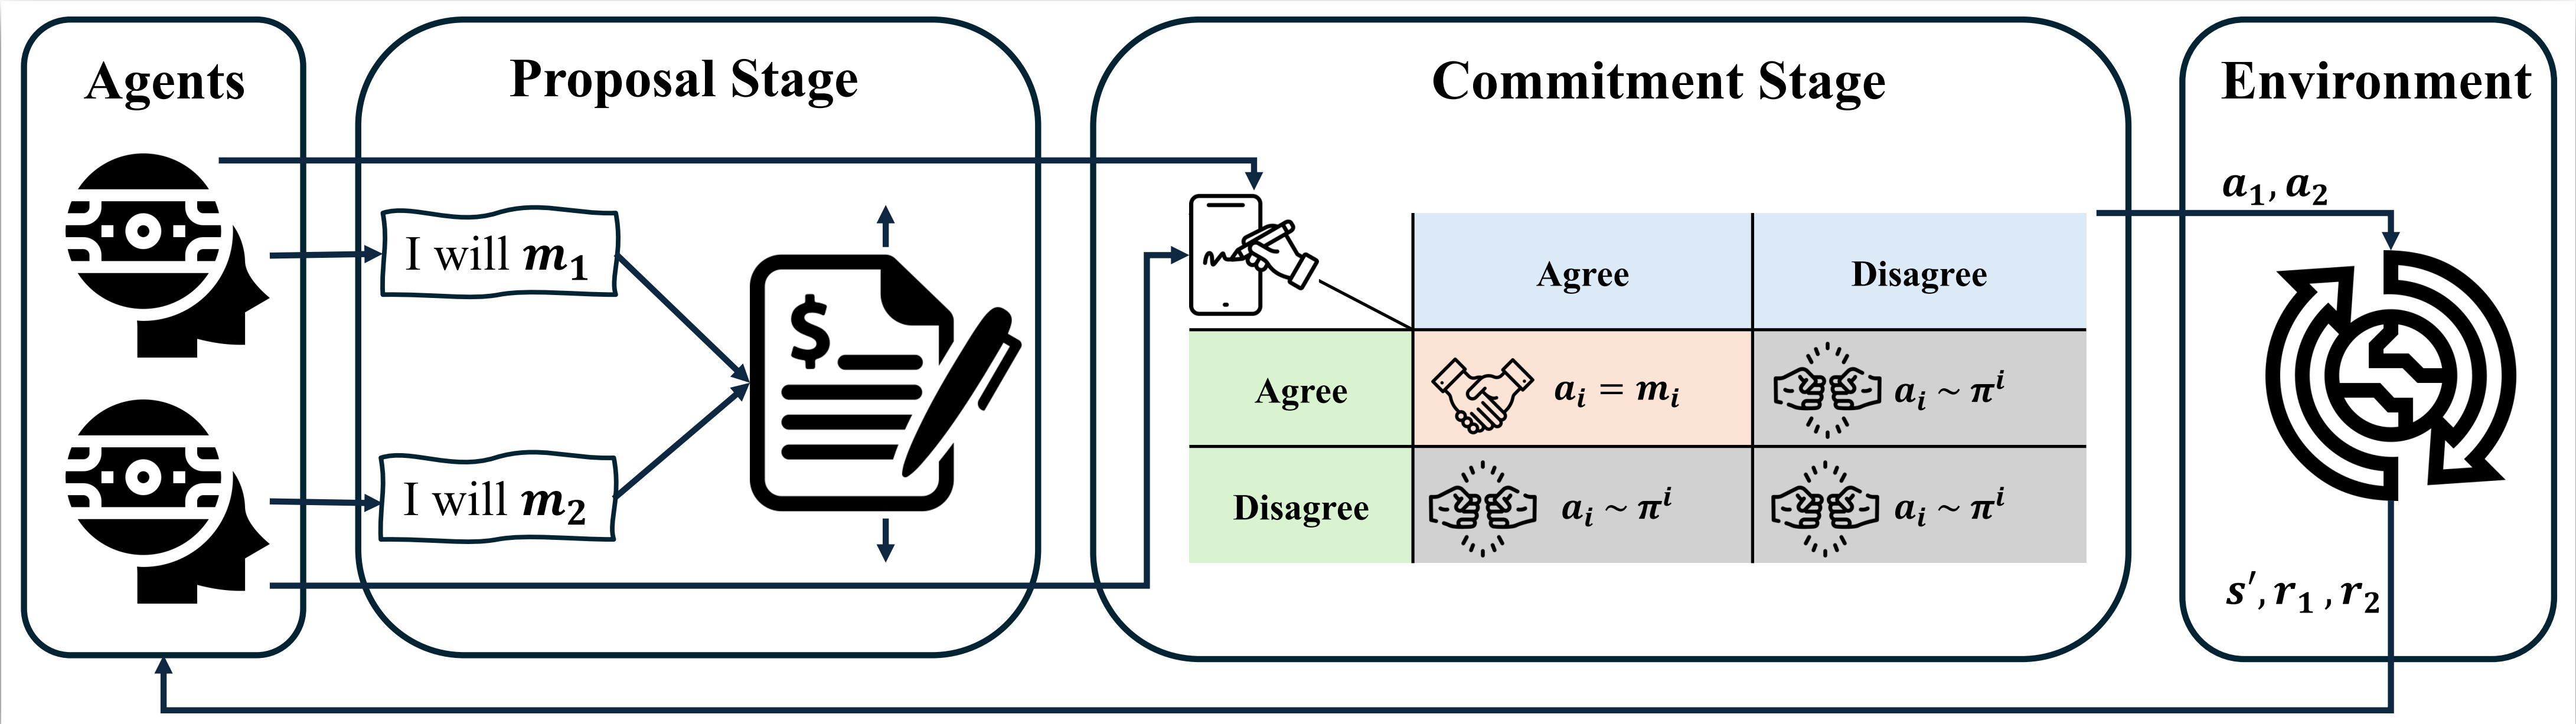 Agents
Proposal Stage
I will m₁
$
I will m₂
Commitment Stage
Agree
Disagree
Agree
aᵢ = mᵢ
aᵢ ~ πⁱ
Disagree
aᵢ ~ πⁱ
aᵢ ~ πⁱ
Environment
a₁, a₂
s′, r₁ , r₂